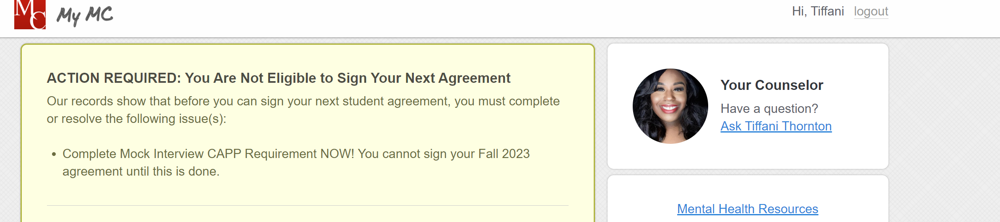 MC My MC
Hi, Tiffani logout
ACTION REQUIRED: You Are Not Eligible to Sign Your Next Agreement
Our records show that before you can sign your next student agreement, you must complete
or resolve the following issue(s):
• Complete Mock Interview CAPP Requirement NOW! You cannot sign your Fall 2023
agreement until this is done.
Your Counselor
Have a question?
Ask Tiffani Thornton
Mental Health Resources